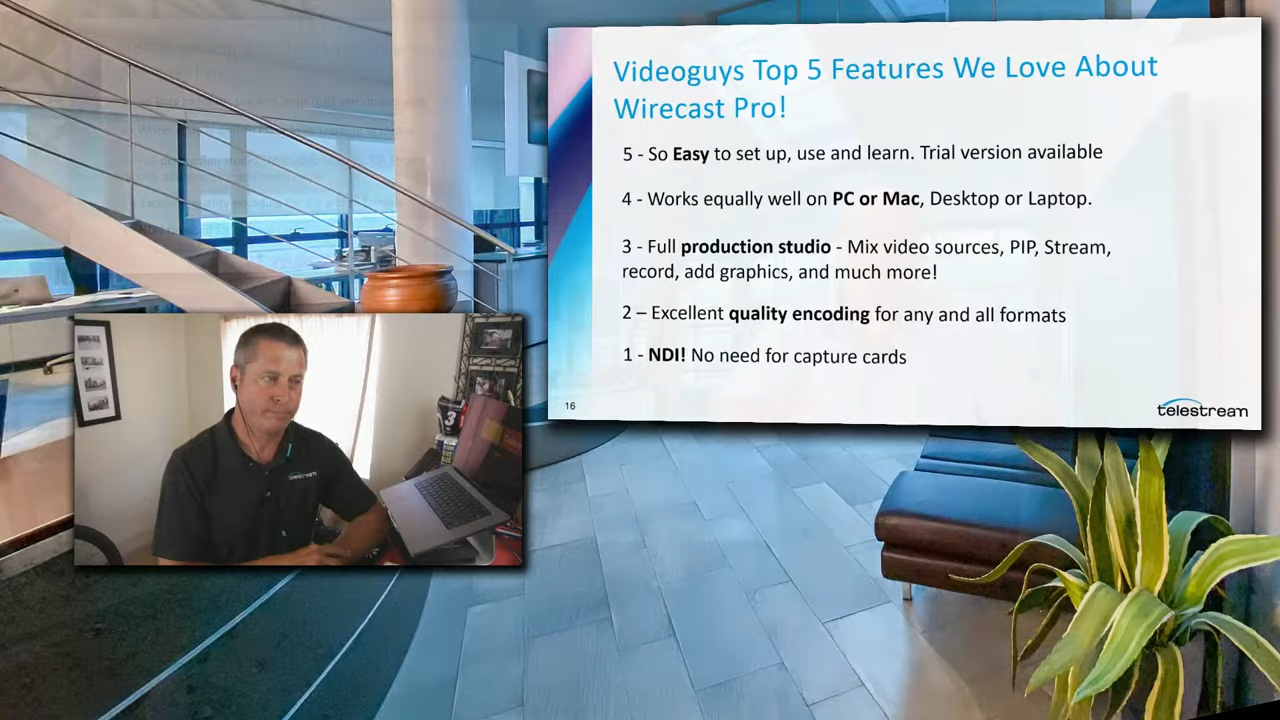 Videoguys Top 5 Features We Love About
Wirecast Pro!
5 - So Easy to set up, use and learn. Trial version available
4 - Works equally well on PC or Mac, Desktop or Laptop.
3 - Full production studio - Mix video sources, PIP, Stream,
record, add graphics, and much more!
2 – Excellent quality encoding for any and all formats
1 - NDI! No need for capture cards
16
telestream
telestream
3